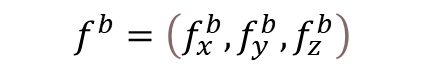 $f^b = (f_x^b, f_y^b, f_z^b)$